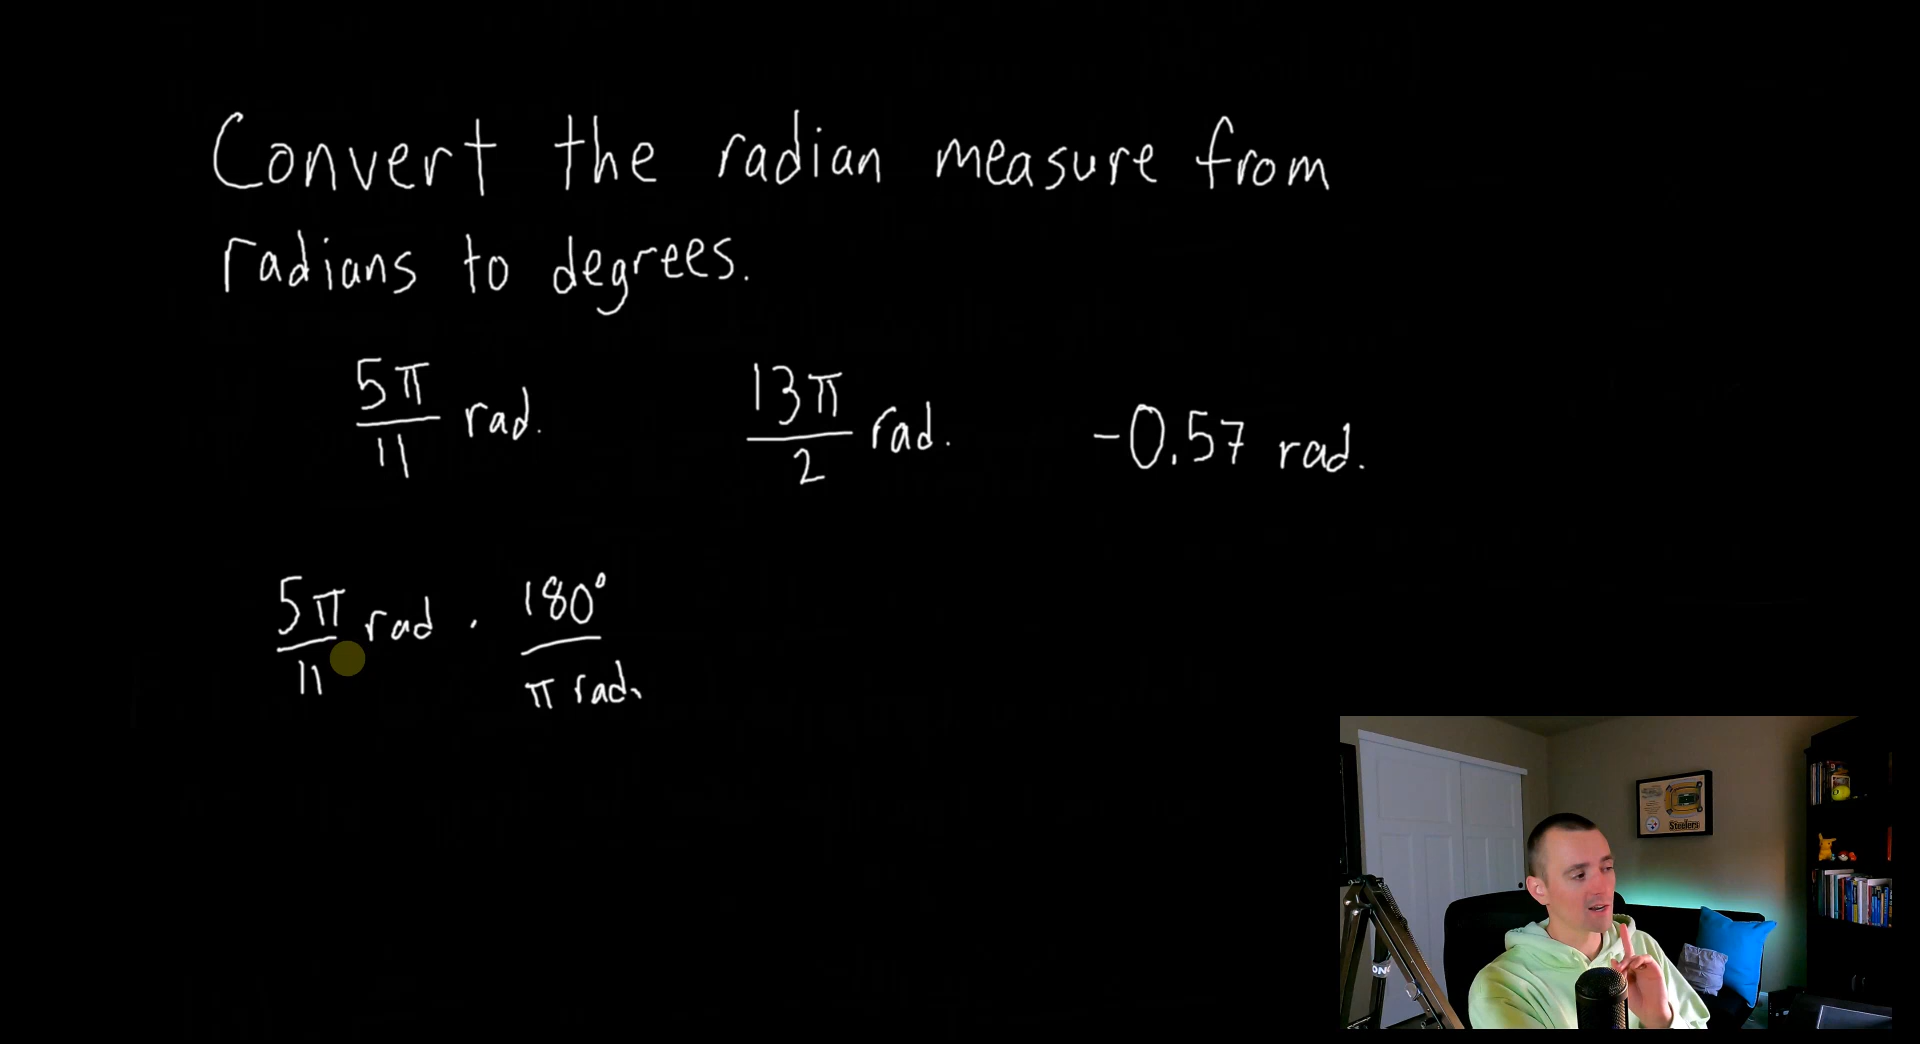 Convert the radian measure from
radians to degrees.
5π/11 rad. 13π/2 rad. -0.57 rad.
5π/11 rad · 180°/π rad.
Steelers